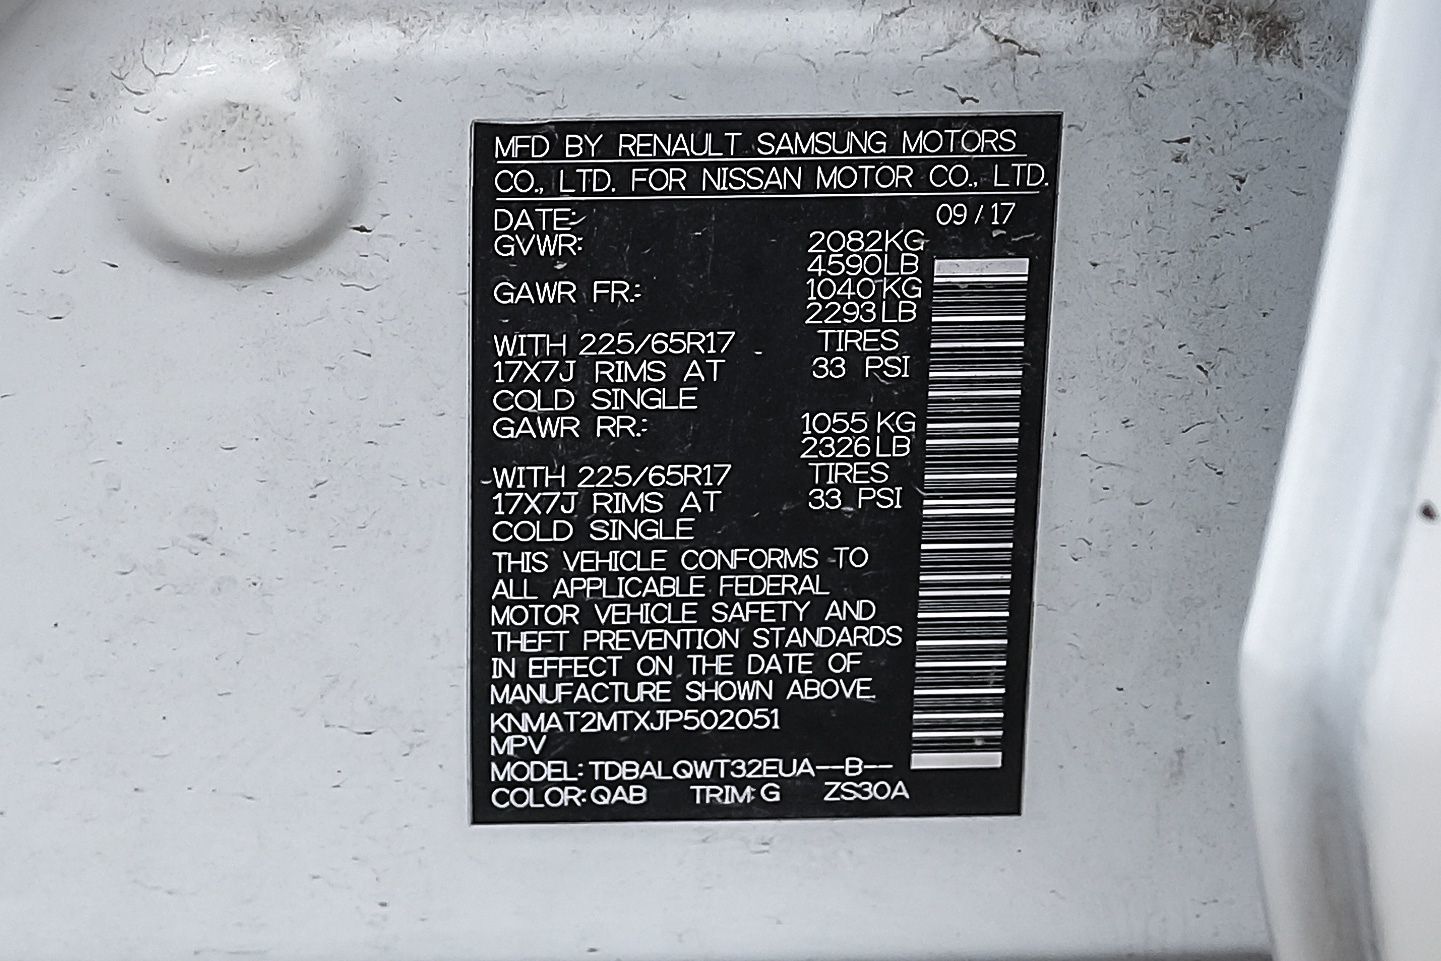 MFD BY RENAULT SAMSUNG MOTORS
CO., LTD. FOR NISSAN MOTOR CO., LTD.
DATE: 09 / 17
GVWR: 2082KG
4590LB
GAWR FR.: 1040 KG
2293LB
WITH 225/65R17 TIRES
17X7J RIMS AT 33 PSI
COLD SINGLE
GAWR RR.: 1055 KG
2326LB
WITH 225/65R17 TIRES
17X7J RIMS AT 33 PSI
COLD SINGLE
THIS VEHICLE CONFORMS TO
ALL APPLICABLE FEDERAL
MOTOR VEHICLE SAFETY AND
THEFT PREVENTION STANDARDS
IN EFFECT ON THE DATE OF
MANUFACTURE SHOWN ABOVE.
KNMAT2MTXJP502051
MPV
MODEL: TDBALQWT32EUA--B--
COLOR: QAB TRIM: G ZS30A